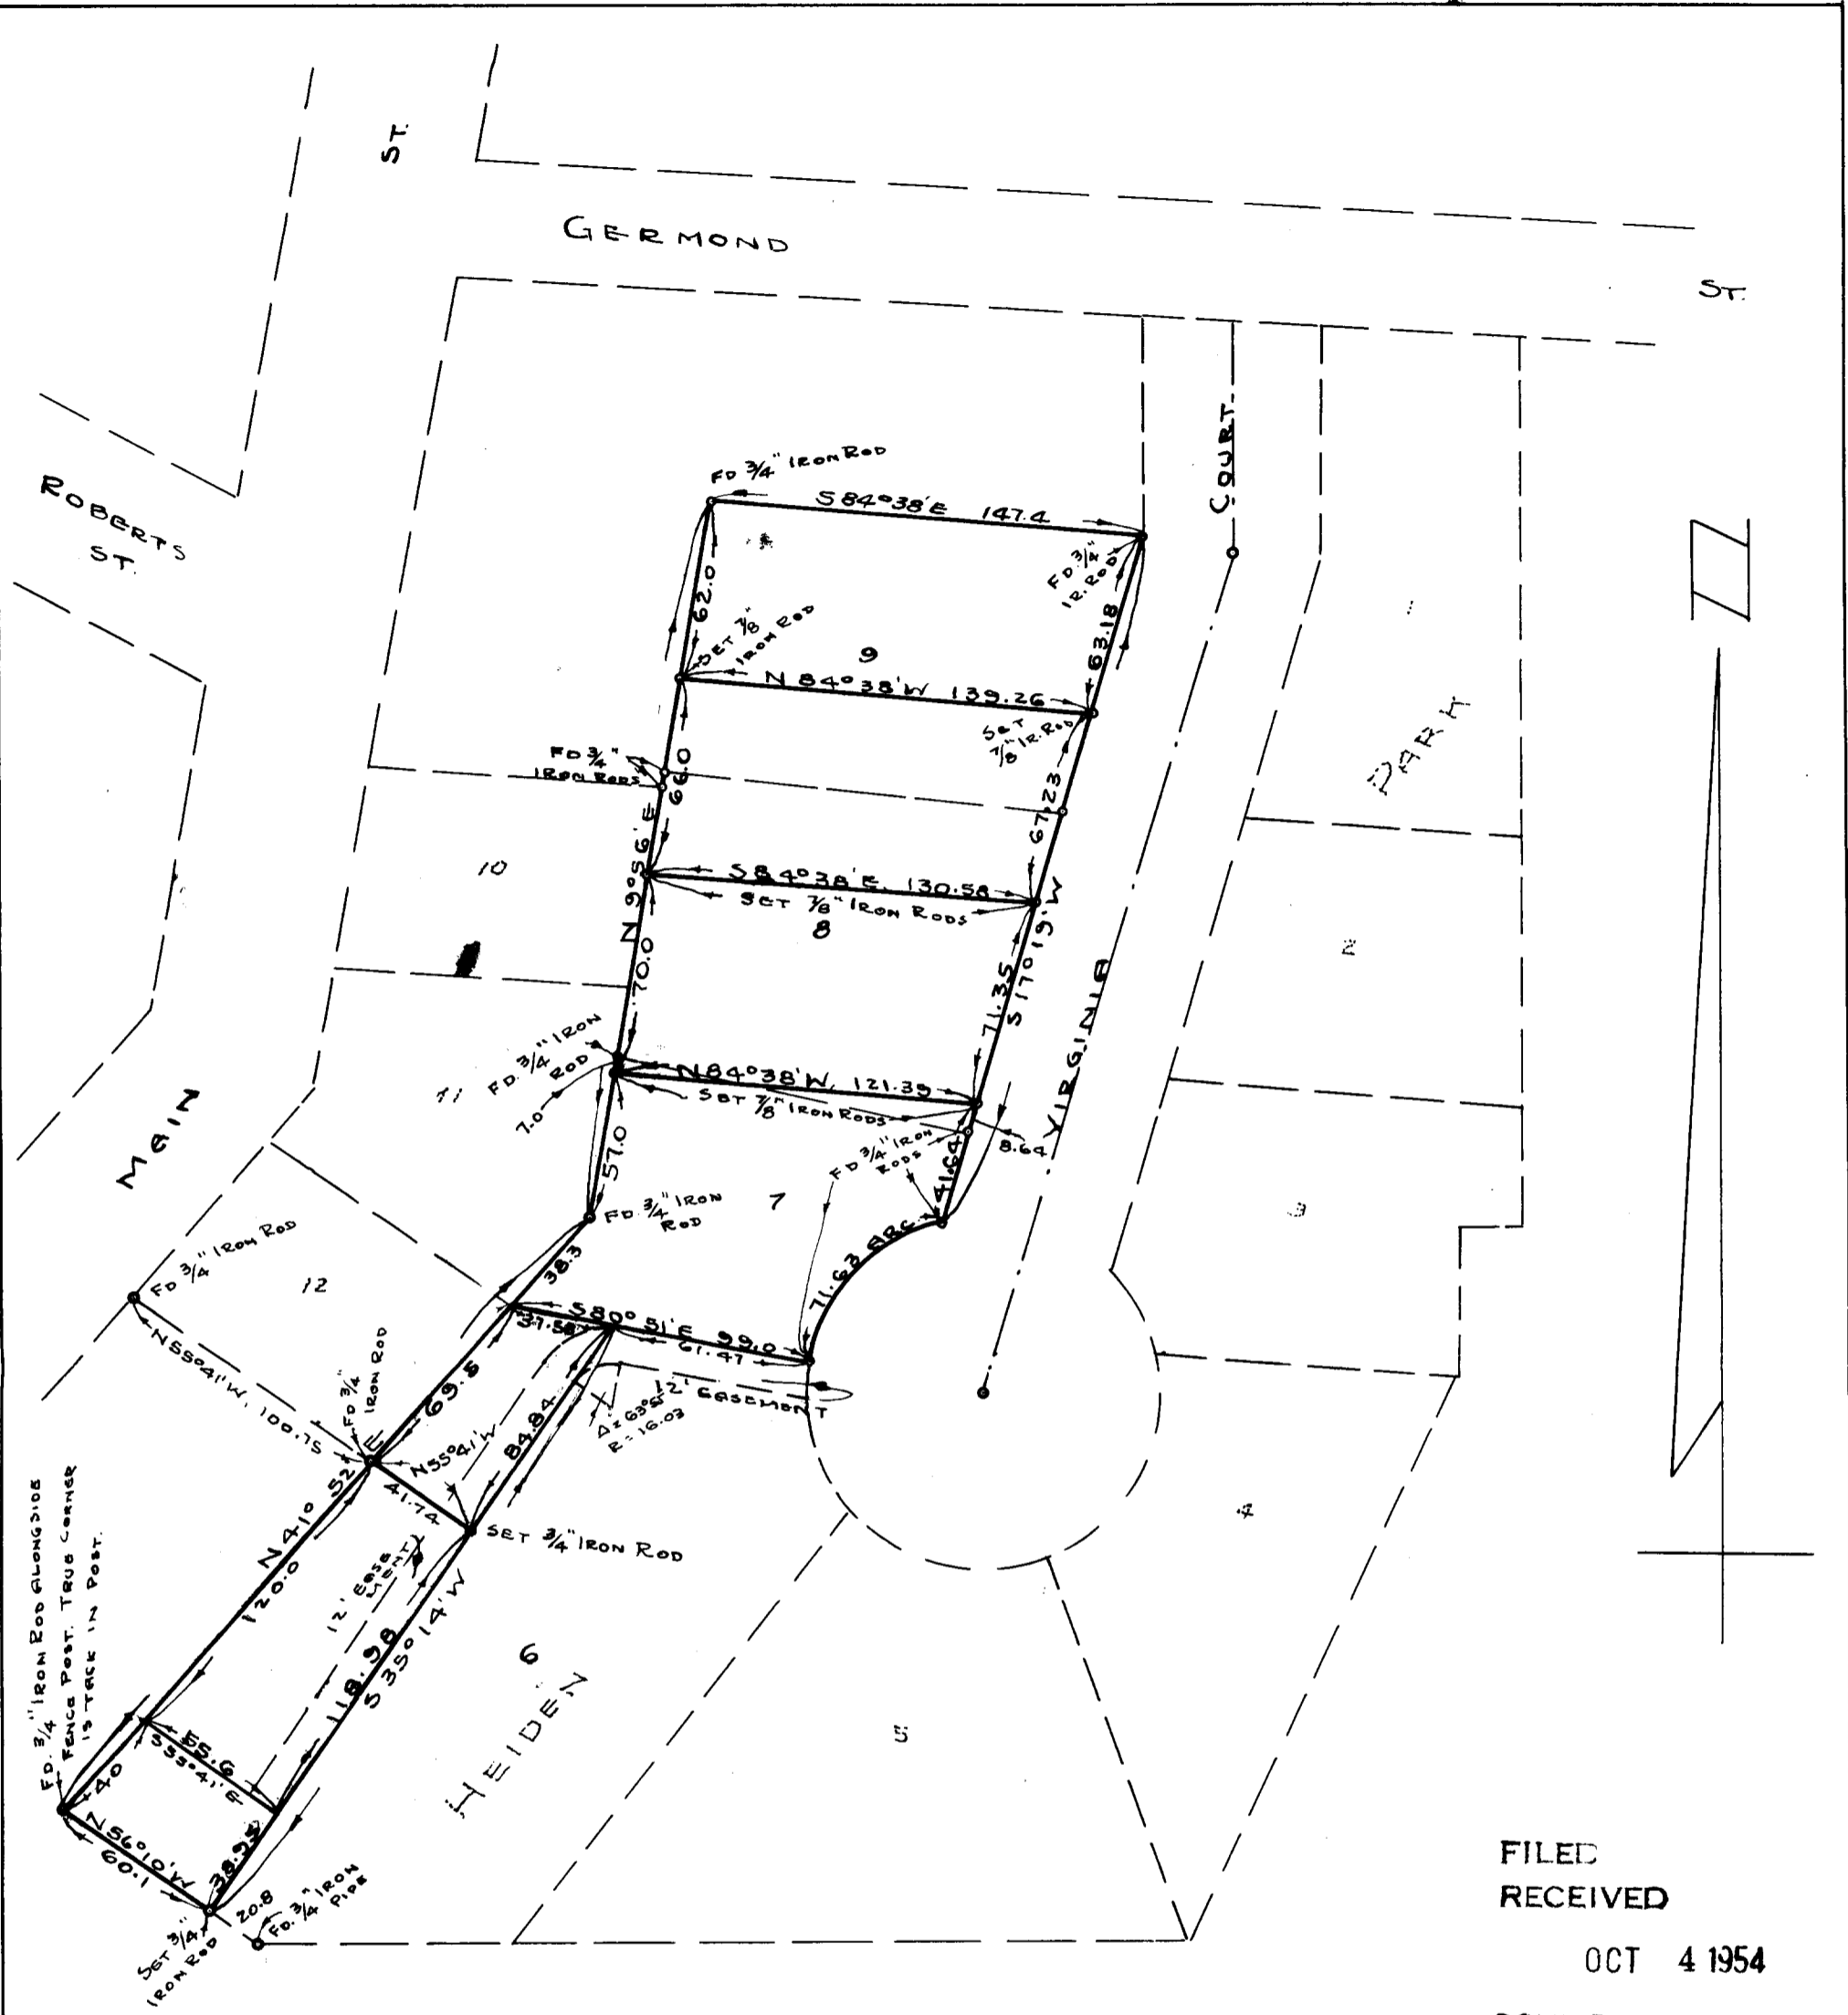 ST.
GERMOND
ST.
ROBERTS
ST.
COURT
FD 3/4" IRON ROD
S 84°38'E 147.4
FD. 3/4"
IR. ROD
62.0
63.18
SET 7/8"
IRON ROD
9
N 84°38'W 139.26
SET
7/8" IR. ROD
1
PARK
FD 3/4"
IRON RODS
66.0
67.23
10
N 9°56'E
S 84°38'E 130.58
SET 7/8" IRON RODS
8
S 17°19'W
2
70.0
71.35
VIRGINIA
FD. 3/4" IRON
ROD
7.0
11
N 84°38'W 121.39
SET 7/8" IRON RODS
8.64
MAIN
57.0
FD 3/4" IRON
RODS
41.64
FD. 3/4" IRON
ROD
7
3
FD 3/4" IRON ROD
12
38.3
71.63 ARC
S 80°51'E 99.0
37.53
61.47
N 55°41'W 100.75
FD 3/4"
IRON ROD
69.5
12' EASEMENT
R = 16.03
N 55°41'W
84.84
41.74
N 41°52'E
SET 3/4" IRON ROD
4
120.0
12' EASE
MENT
118.98
S 35°14'W
6
HEIDEN
5
FD. 3/4" IRON ROD ALONGSIDE
FENCE POST. TRUE CORNER
IS TACK IN POST.
55.6
S 55°41'E
40
N 56°10'W
60.1
38.95
20.8
FD. 3/4" IRON
PIPE
SET 3/4"
IRON ROD
FILED
RECEIVED
OCT 4 1954